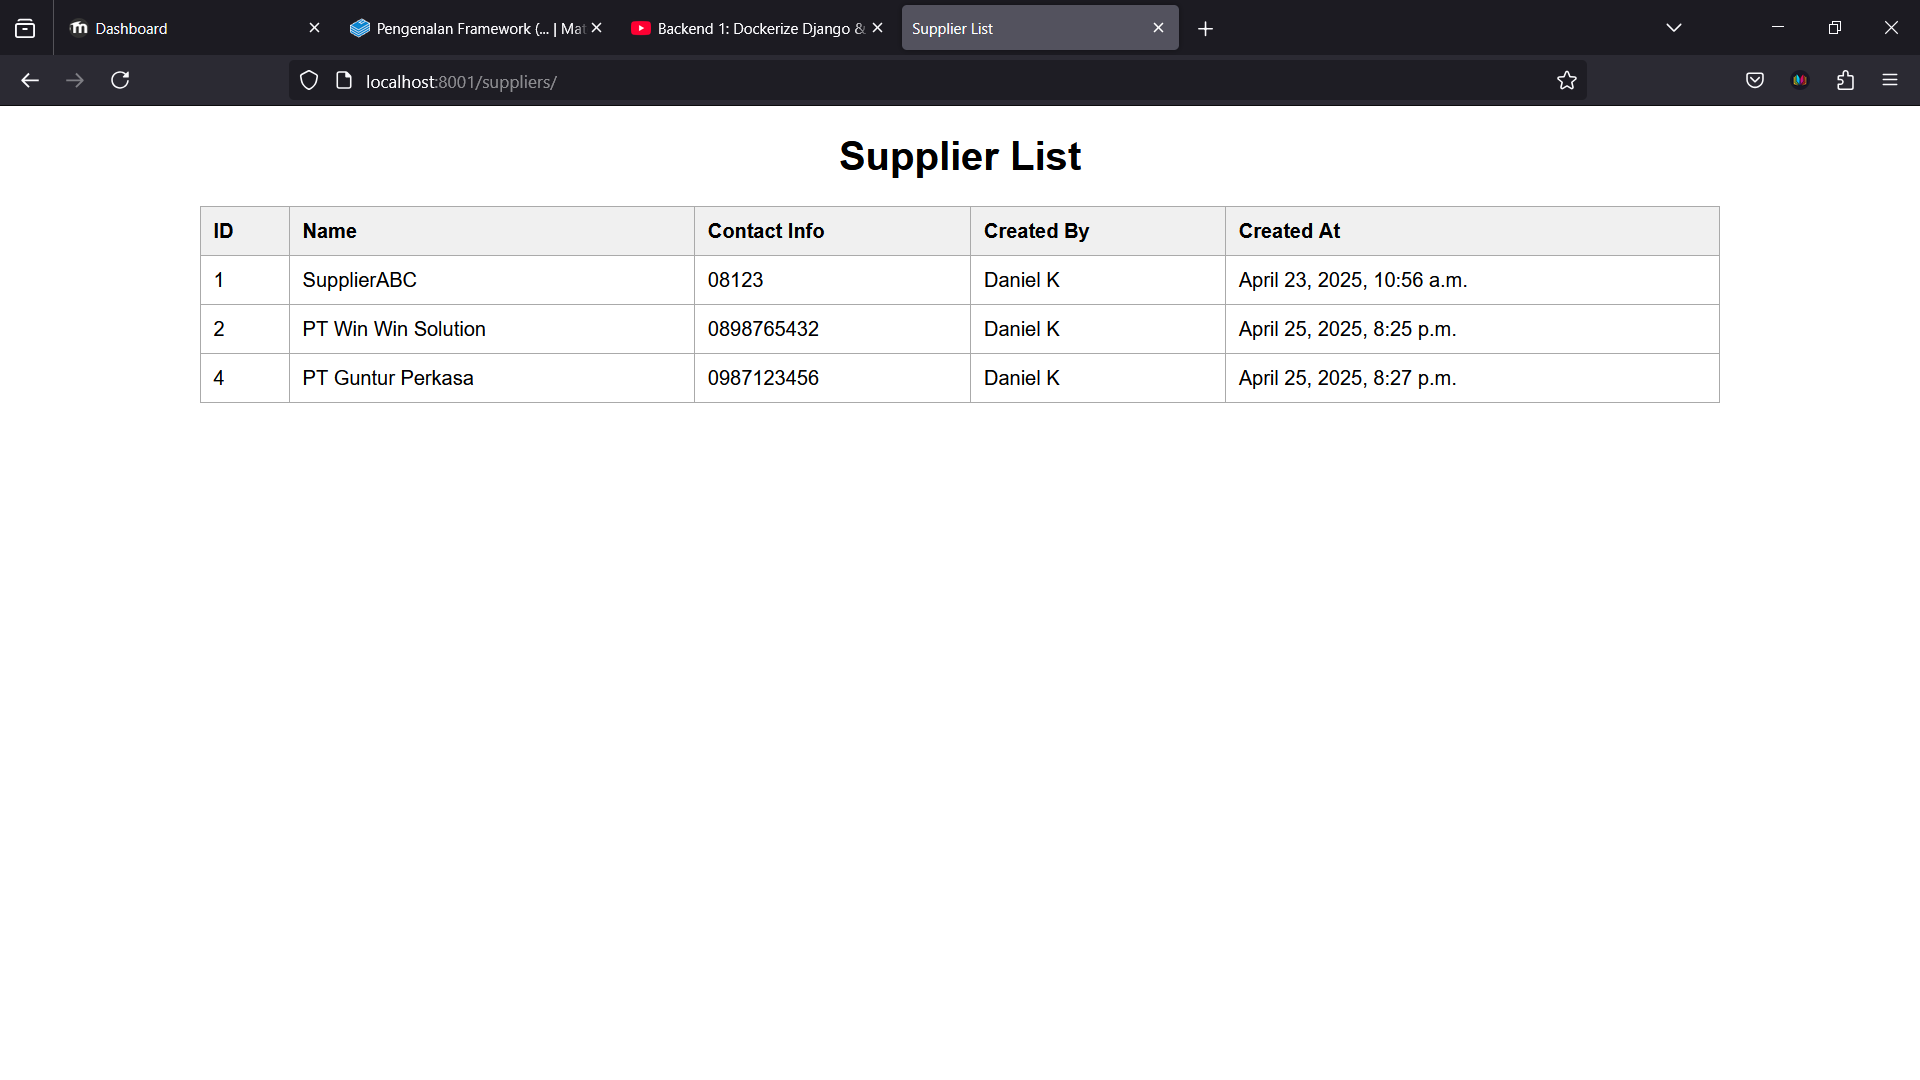 Dashboard
Pengenalan Framework (... | Mat
Backend 1: Dockerize Django &
Supplier List
localhost:8001/suppliers/
Supplier List
ID Name Contact Info Created By Created At
1 SupplierABC 08123 Daniel K April 23, 2025, 10:56 a.m.
2 PT Win Win Solution 0898765432 Daniel K April 25, 2025, 8:25 p.m.
4 PT Guntur Perkasa 0987123456 Daniel K April 25, 2025, 8:27 p.m.